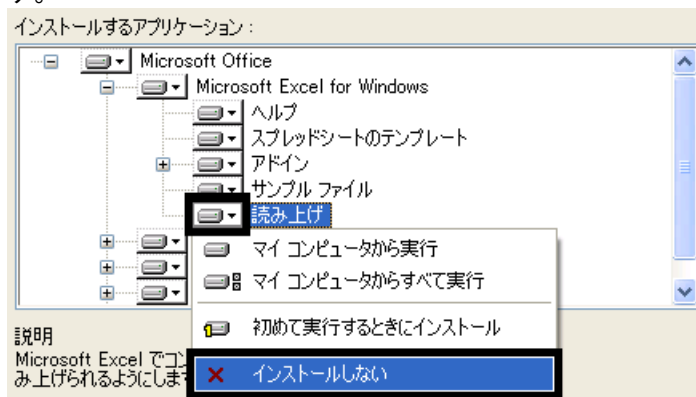 す。
インストールするアプリケーション :
Microsoft Office
Microsoft Excel for Windows
ヘルプ
スプレッドシートのテンプレート
アドイン
サンプル ファイル
読み上げ
マイ コンピュータから実行
マイ コンピュータからすべて実行
初めて実行するときにインストール
インストールしない
説明
Microsoft Excel でコン
み上げられるようにします